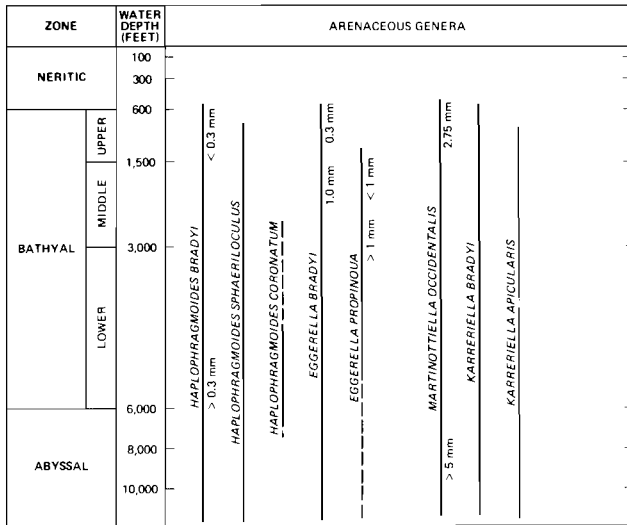 ZONE
WATER
DEPTH
(FEET)
ARENACEOUS GENERA
NERITIC
100
300
600
BATHYAL
UPPER
1,500
MIDDLE
3,000
LOWER
6,000
ABYSSAL
8,000
10,000
HAPLOPHRAGMOIDES BRADYI
< 0.3 mm
> 0.3 mm
HAPLOPHRAGMOIDES SPHAERILOCULUS
HAPLOPHRAGMOIDES CORONATUM
EGGERELLA BRADYI
0.3 mm
1.0 mm
EGGERELLA PROPINQUA
< 1 mm
> 1 mm
MARTINOTTIELLA OCCIDENTALIS
2.75 mm
> 5 mm
KARRERIELLA BRADYI
KARRERIELLA APICULARIS